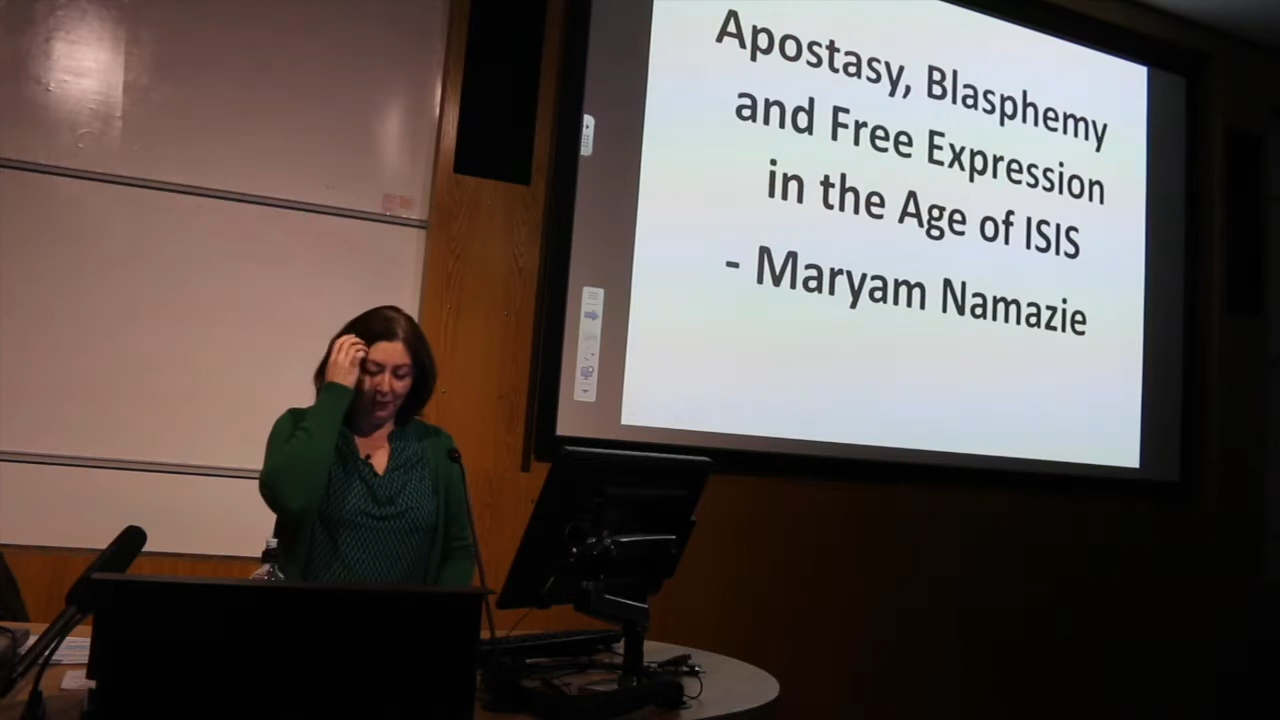 Apostasy, Blasphemy
and Free Expression
in the Age of ISIS
- Maryam Namazie